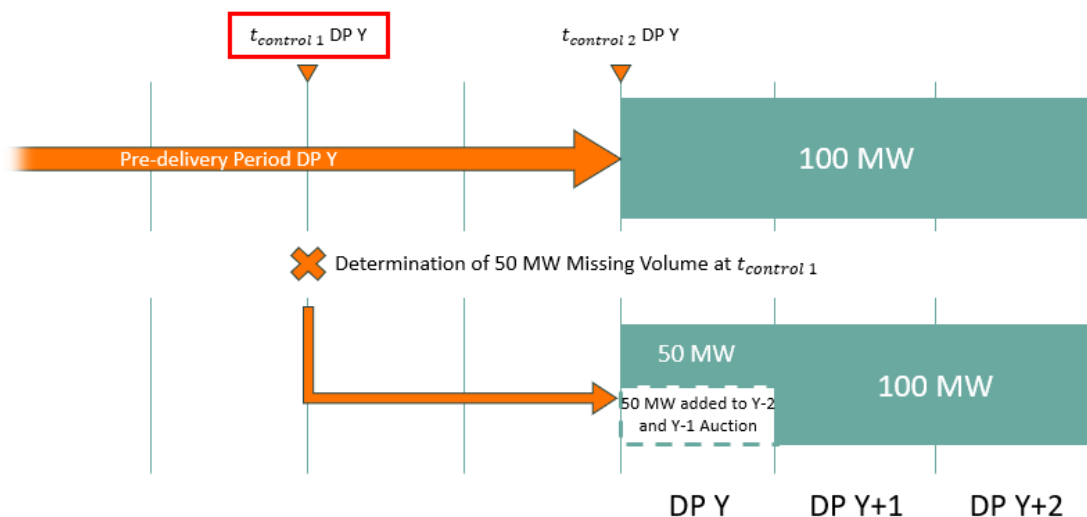 t_control 1 DP Y
t_control 2 DP Y
Pre-delivery Period DP Y
100 MW
Determination of 50 MW Missing Volume at t_control 1
50 MW
100 MW
50 MW added to Y-2
and Y-1 Auction
DP Y
DP Y+1
DP Y+2